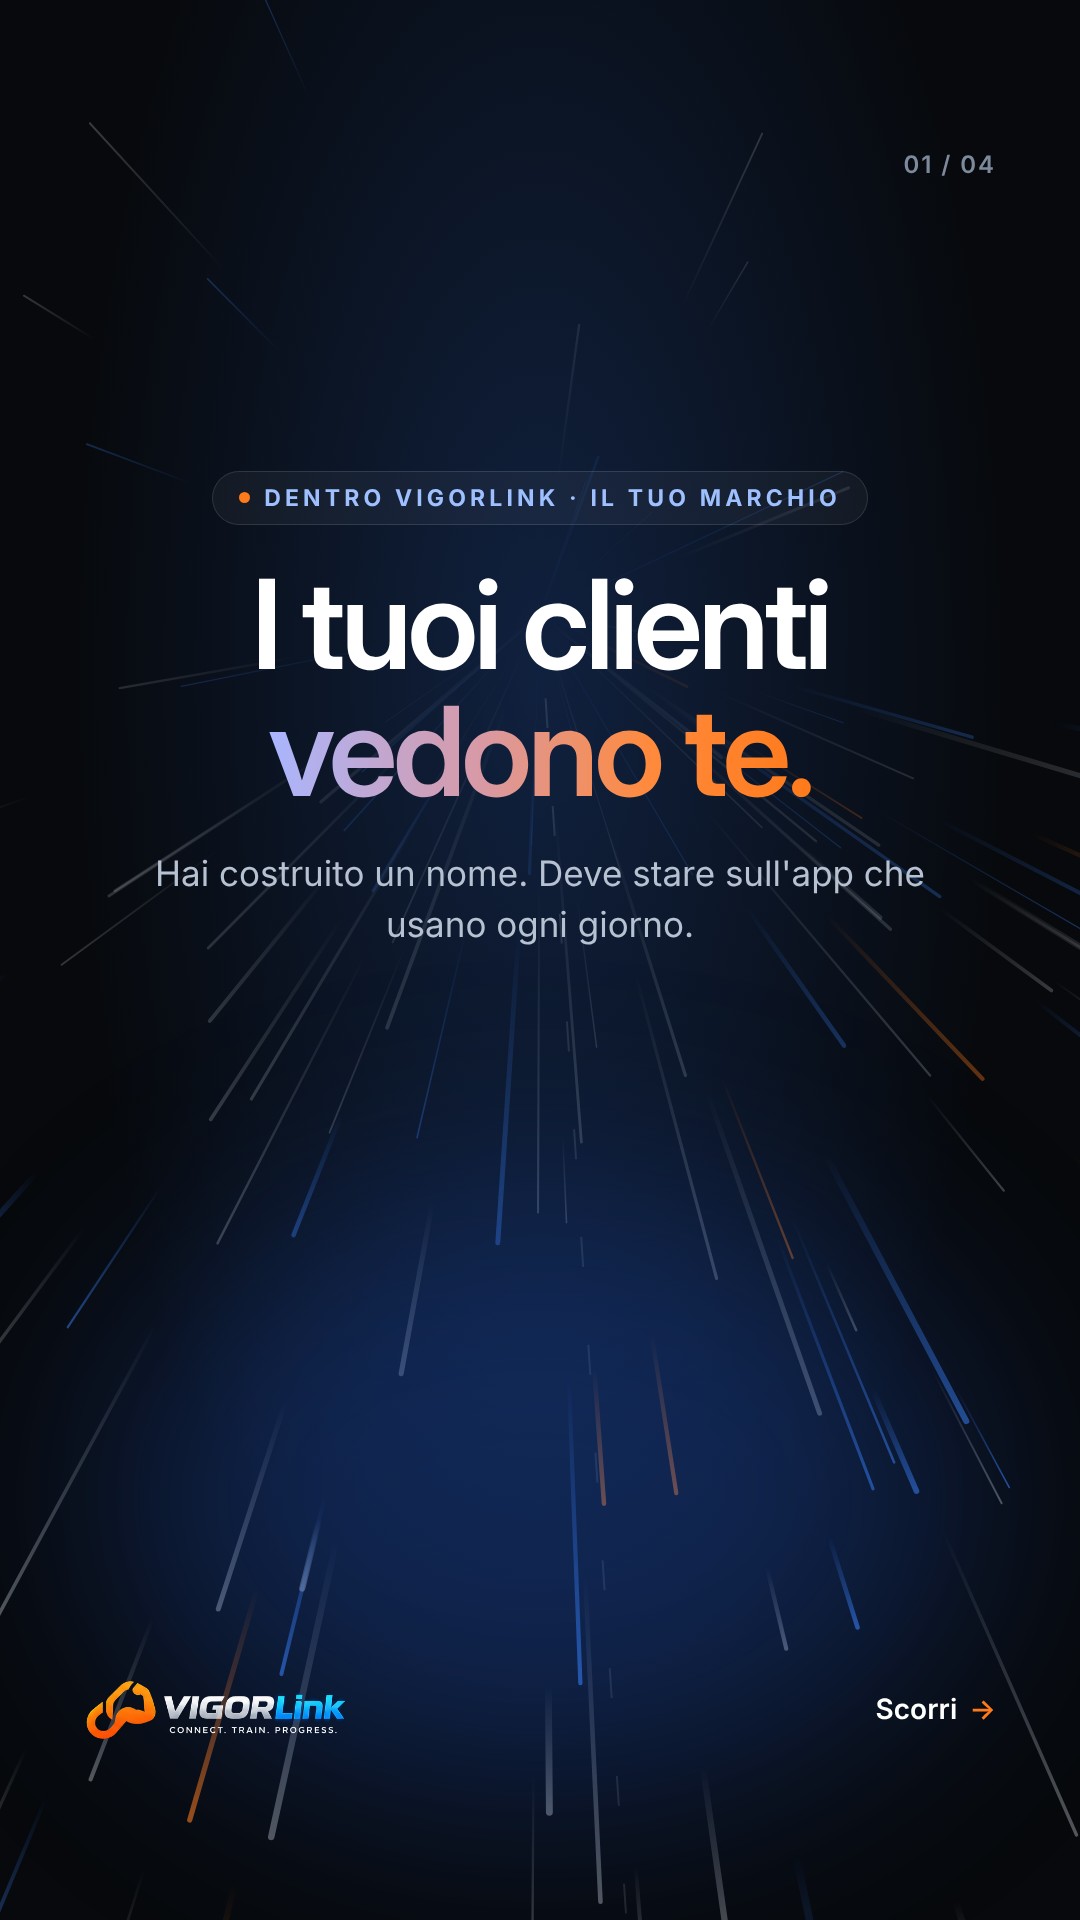 01 / 04
DENTRO VIGORLINK · IL TUO MARCHIO
I tuoi clienti
vedono te.
Hai costruito un nome. Deve stare sull'app che
usano ogni giorno.
VIGORLink
CONNECT. TRAIN. PROGRESS.
Scorri →